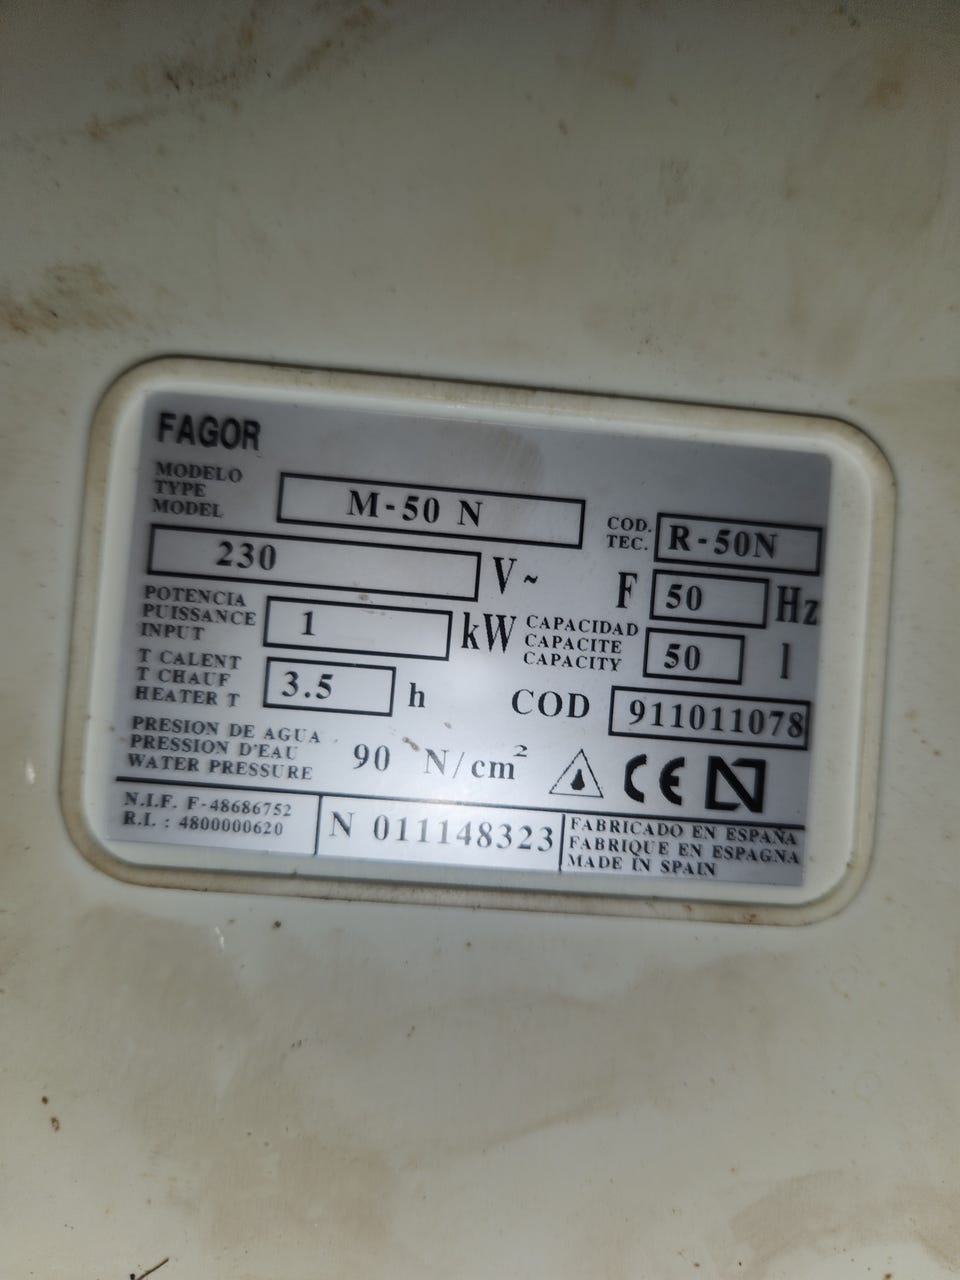 FAGOR
MODELO
TYPE
MODEL
M-50 N
COD.
TEC.
R-50N
230 V~ F 50 Hz
POTENCIA
PUISSANCE
INPUT
1 kW
CAPACIDAD
CAPACITE
CAPACITY
50 l
T CALENT
T CHAUF
HEATER T
3.5 h
COD 911011078
PRESION DE AGUA
PRESSION D'EAU
WATER PRESSURE
90 N/cm²
CE N
N.I.F. F-48686752
R.I. : 4800000620
N 011148323
FABRICADO EN ESPAÑA
FABRIQUE EN ESPAGNA
MADE IN SPAIN